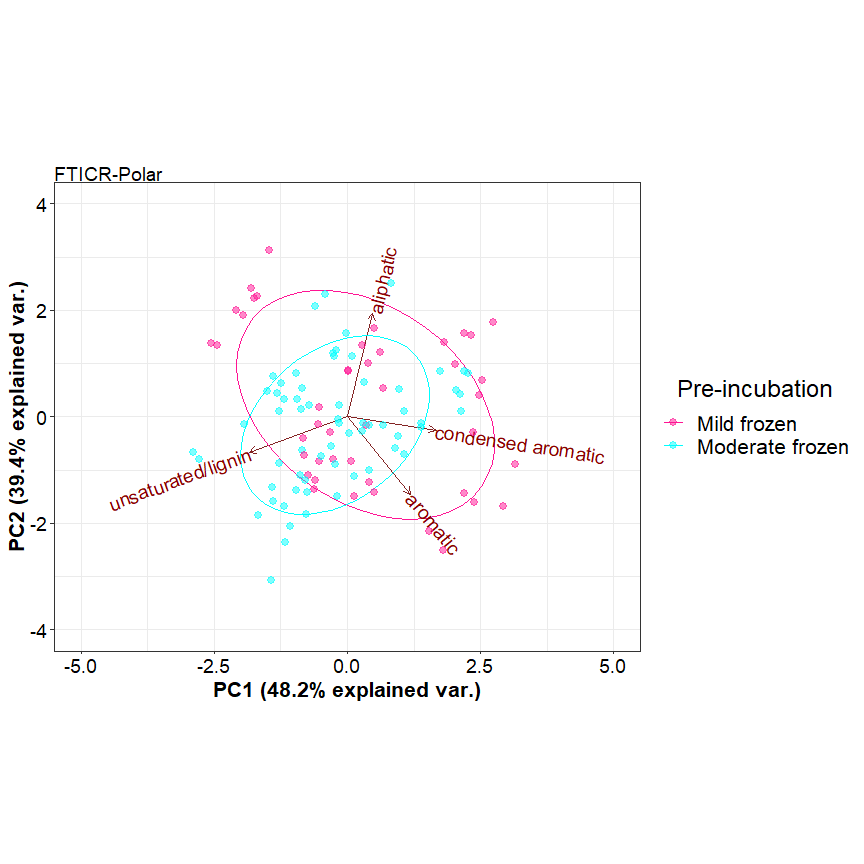 FTICR-Polar
4
2
0
-2
-4
PC2 (39.4% explained var.)
aliphatic
condensed aromatic
unsaturated/lignin
aromatic
-5.0
-2.5
0.0
2.5
5.0
PC1 (48.2% explained var.)
Pre-incubation
Mild frozen
Moderate frozen